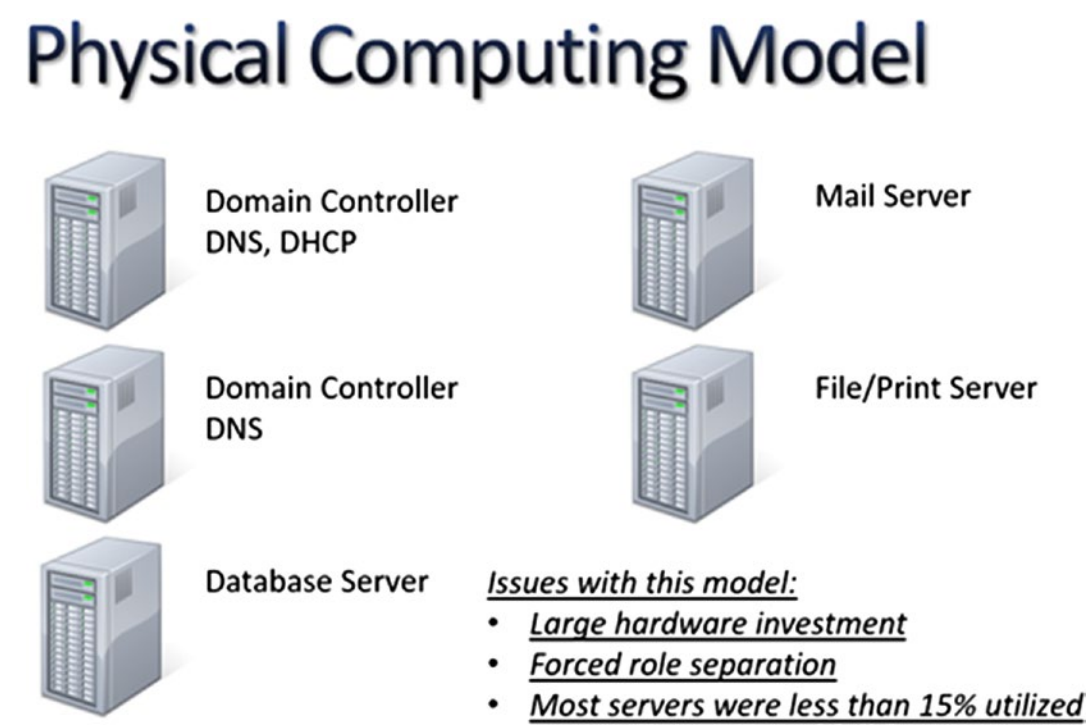 Physical Computing Model
Domain Controller
DNS, DHCP
Mail Server
Domain Controller
DNS
File/Print Server
Database Server
Issues with this model:
• Large hardware investment
• Forced role separation
• Most servers were less than 15% utilized